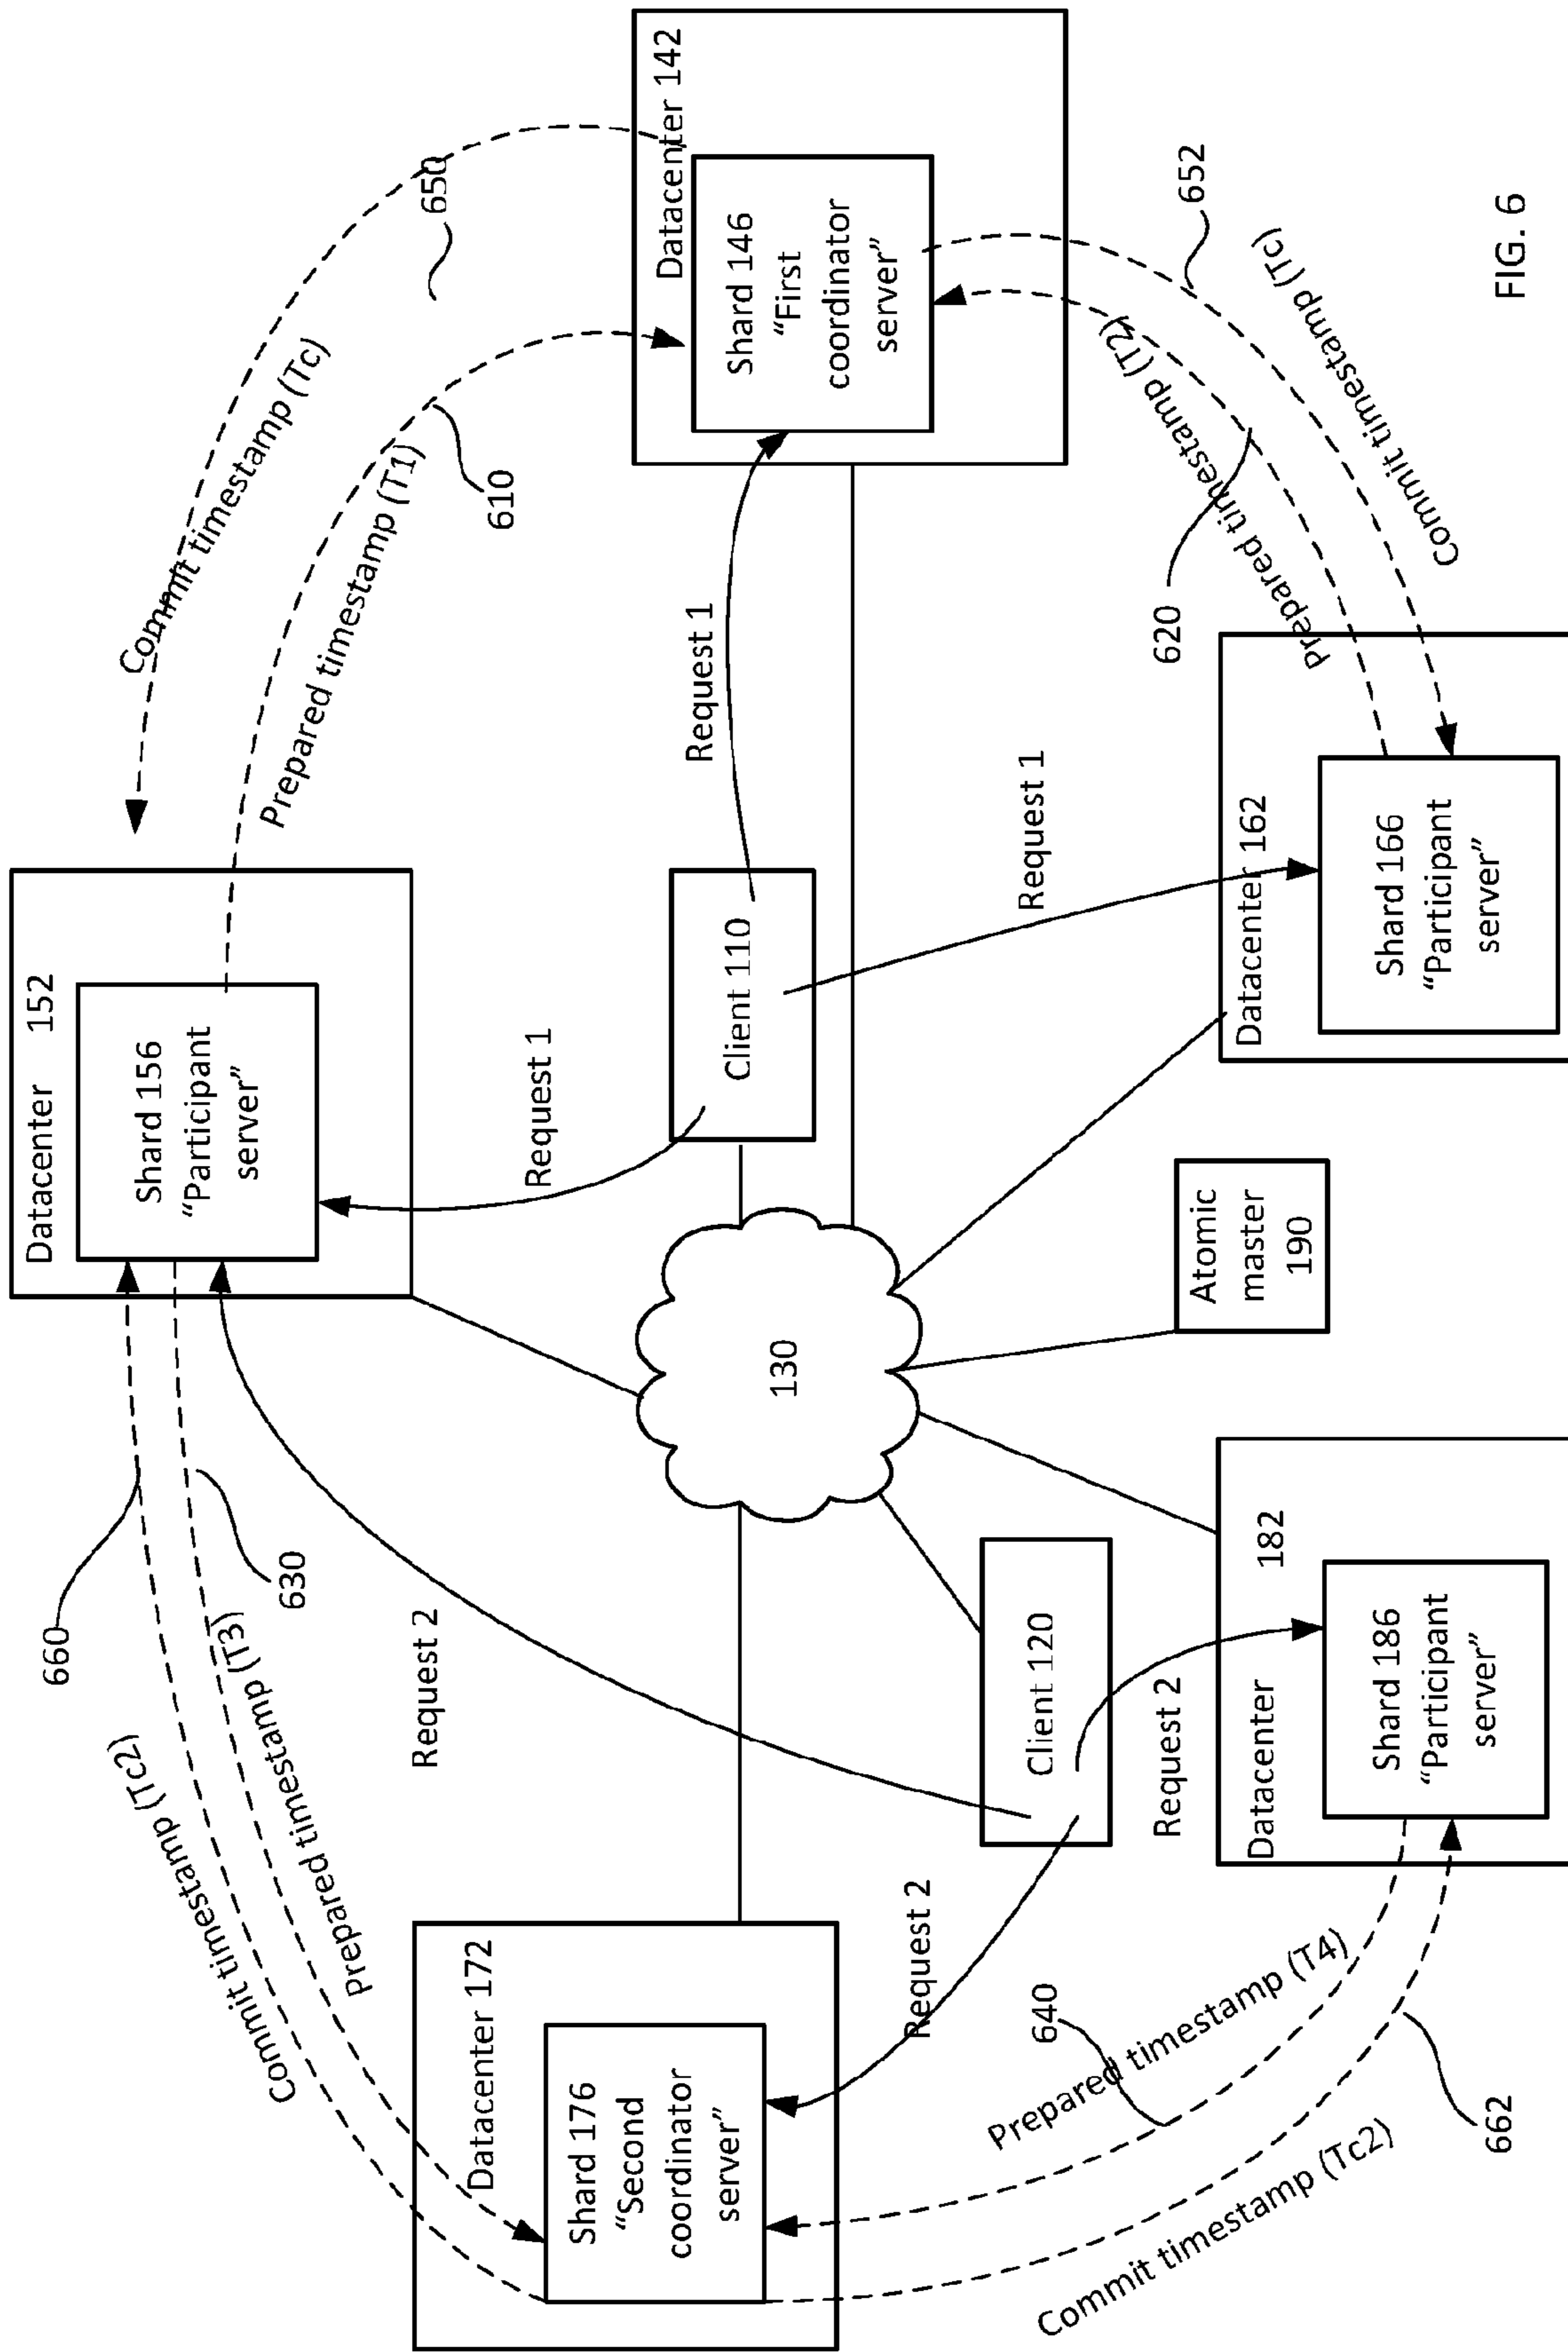 660
630
Commit timestamp (Tc2)
Prepared timestamp (T3)
Datacenter 152
Shard 156
“Participant
server”
Commit timestamp (Tc)
Prepared timestamp (T1)
650
610
Datacenter 172
Shard 176
“Second
coordinator
server”
Request 2
Request 1
Request 1
Datacenter 142
Shard 146
“First
coordinator
server”
130
Client 110
Request 2
Client 120
Request 1
640
Prepared timestamp (T4)
Commit timestamp (Tc2)
662
Request 2
Datacenter 182
Shard 186
“Participant
server”
Atomic
master
190
Datacenter 162
Shard 166
“Participant
server”
620
Prepared timestamp (T2)
652
Commit timestamp (Tc)
FIG. 6